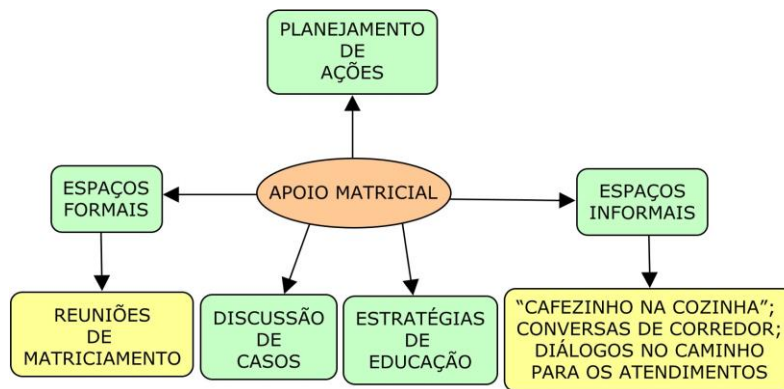 PLANEJAMENTO
DE
AÇÕES
ESPAÇOS
FORMAIS
APOIO MATRICIAL
ESPAÇOS
INFORMAIS
REUNIÕES
DE
MATRICIAMENTO
DISCUSSÃO
DE
CASOS
ESTRATÉGIAS
DE
EDUCAÇÃO
“CAFEZINHO NA COZINHA”;
CONVERSAS DE CORREDOR;
DIÁLOGOS NO CAMINHO
PARA OS ATENDIMENTOS